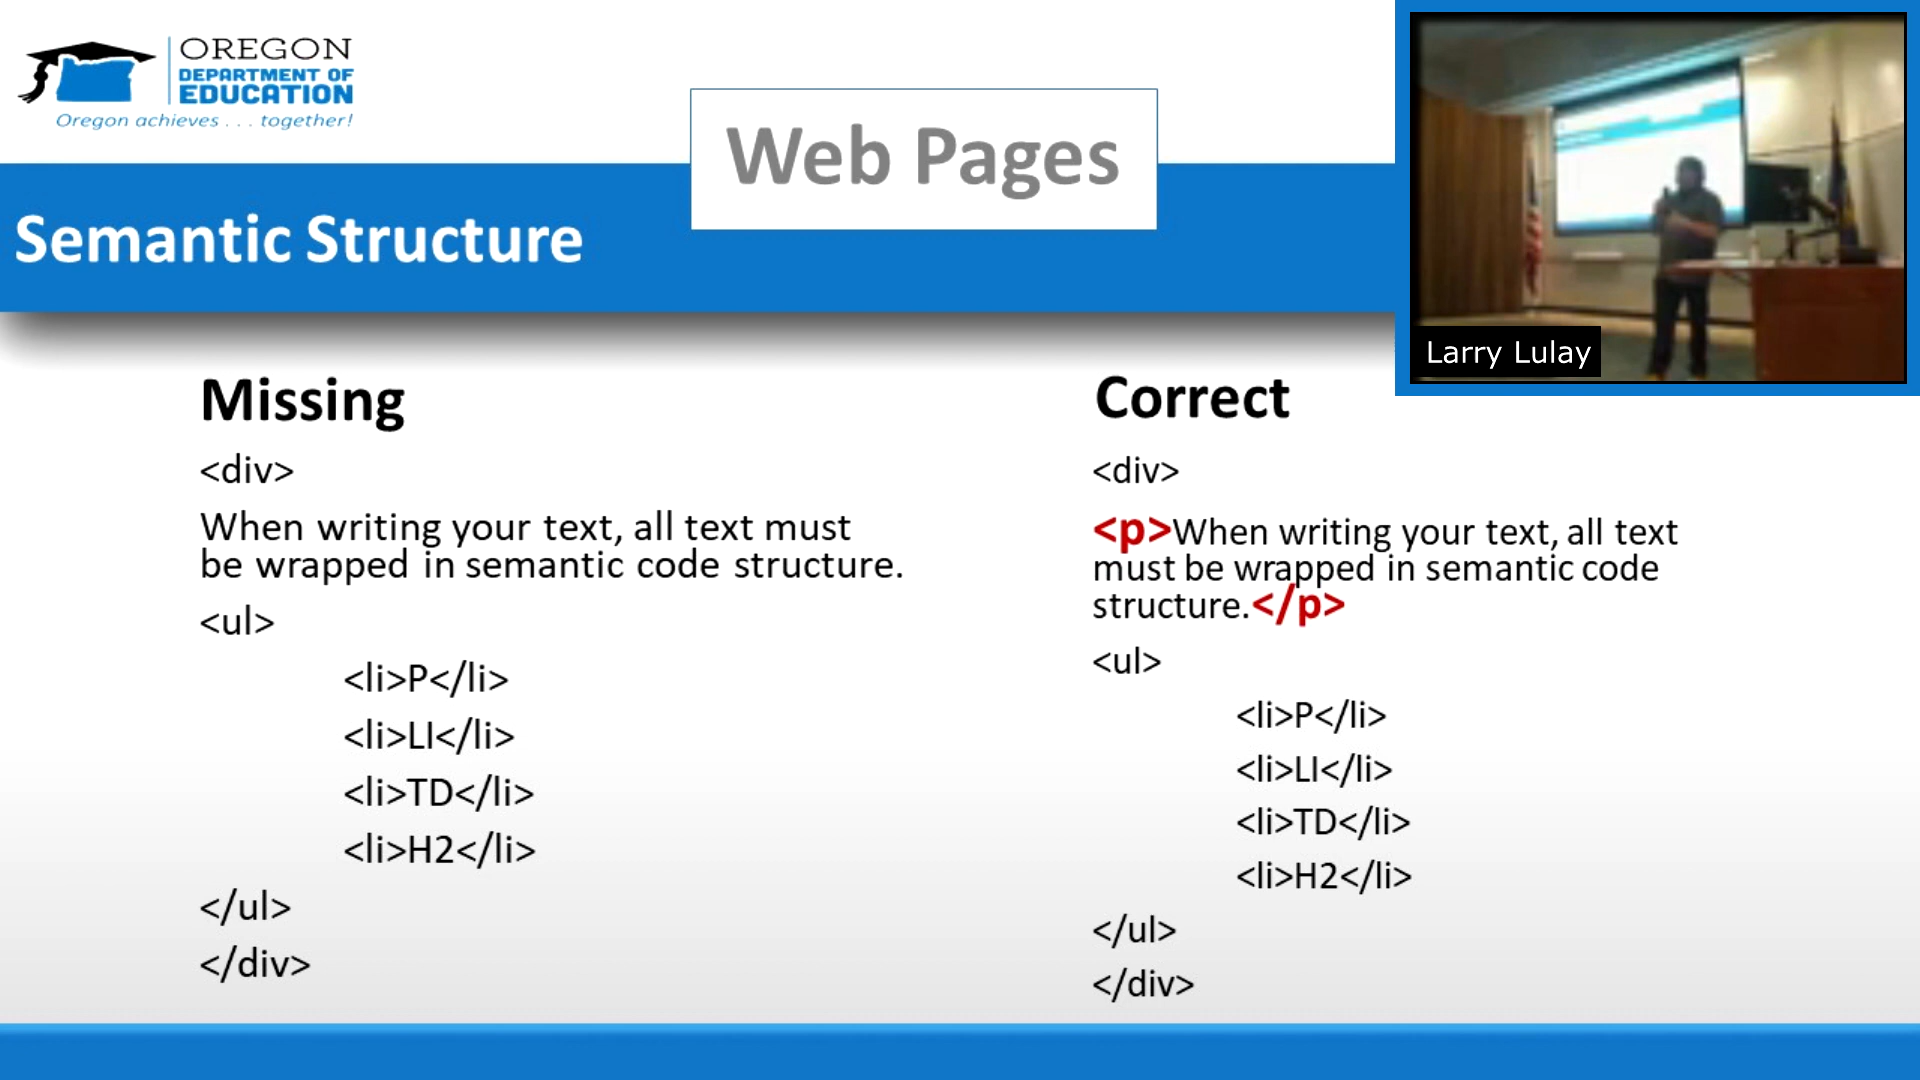 OREGON
DEPARTMENT OF
EDUCATION
Oregon achieves . . . together!
Web Pages
Semantic Structure
Larry Lulay
Missing
<div>
When writing your text, all text must
be wrapped in semantic code structure.
<ul>
<li>P</li>
<li>LI</li>
<li>TD</li>
<li>H2</li>
</ul>
</div>
Correct
<div>
<p>When writing your text, all text
must be wrapped in semantic code
structure.</p>
<ul>
<li>P</li>
<li>LI</li>
<li>TD</li>
<li>H2</li>
</ul>
</div>